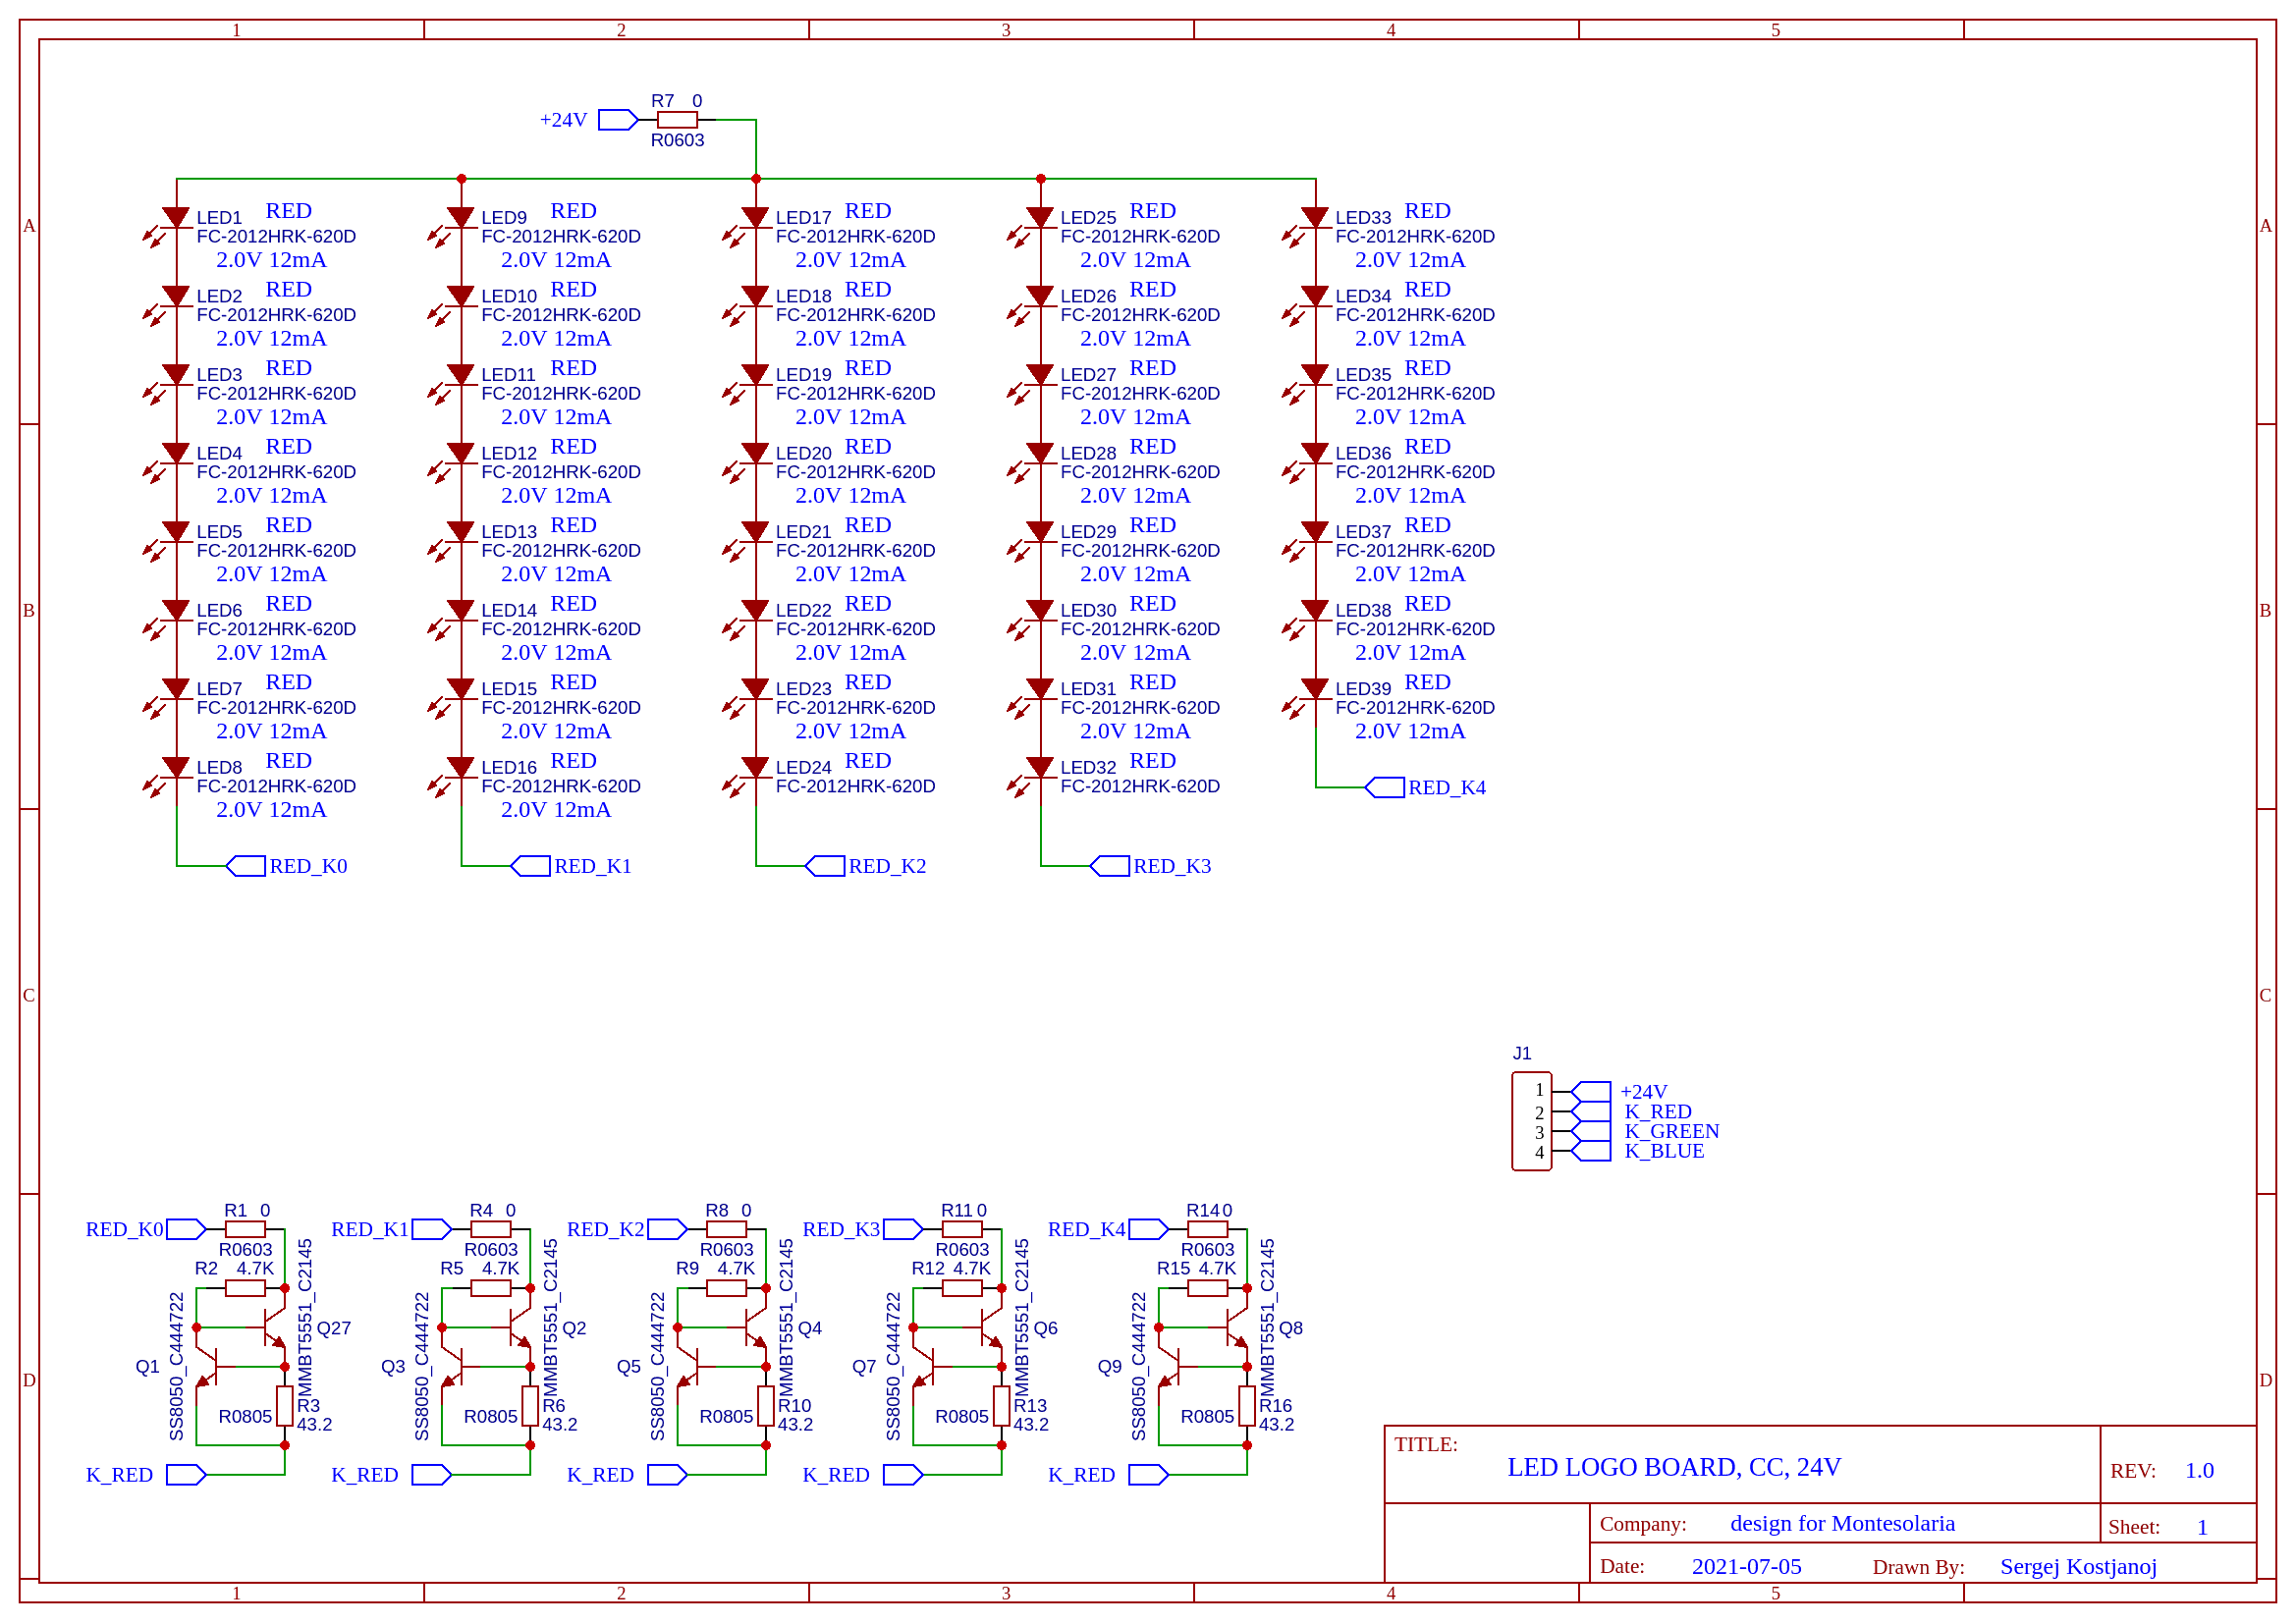 1 2 3 4 5
R7 0
+24V
R0603
A A
LED1 RED LED9 RED LED17 RED LED25 RED LED33 RED
FC-2012HRK-620D FC-2012HRK-620D FC-2012HRK-620D FC-2012HRK-620D FC-2012HRK-620D
2.0V 12mA 2.0V 12mA 2.0V 12mA 2.0V 12mA 2.0V 12mA
LED2 RED LED10 RED LED18 RED LED26 RED LED34 RED
FC-2012HRK-620D FC-2012HRK-620D FC-2012HRK-620D FC-2012HRK-620D FC-2012HRK-620D
2.0V 12mA 2.0V 12mA 2.0V 12mA 2.0V 12mA 2.0V 12mA
LED3 RED LED11 RED LED19 RED LED27 RED LED35 RED
FC-2012HRK-620D FC-2012HRK-620D FC-2012HRK-620D FC-2012HRK-620D FC-2012HRK-620D
2.0V 12mA 2.0V 12mA 2.0V 12mA 2.0V 12mA 2.0V 12mA
LED4 RED LED12 RED LED20 RED LED28 RED LED36 RED
FC-2012HRK-620D FC-2012HRK-620D FC-2012HRK-620D FC-2012HRK-620D FC-2012HRK-620D
2.0V 12mA 2.0V 12mA 2.0V 12mA 2.0V 12mA 2.0V 12mA
LED5 RED LED13 RED LED21 RED LED29 RED LED37 RED
FC-2012HRK-620D FC-2012HRK-620D FC-2012HRK-620D FC-2012HRK-620D FC-2012HRK-620D
2.0V 12mA 2.0V 12mA 2.0V 12mA 2.0V 12mA 2.0V 12mA
B B
LED6 RED LED14 RED LED22 RED LED30 RED LED38 RED
FC-2012HRK-620D FC-2012HRK-620D FC-2012HRK-620D FC-2012HRK-620D FC-2012HRK-620D
2.0V 12mA 2.0V 12mA 2.0V 12mA 2.0V 12mA 2.0V 12mA
LED7 RED LED15 RED LED23 RED LED31 RED LED39 RED
FC-2012HRK-620D FC-2012HRK-620D FC-2012HRK-620D FC-2012HRK-620D FC-2012HRK-620D
2.0V 12mA 2.0V 12mA 2.0V 12mA 2.0V 12mA 2.0V 12mA
LED8 RED LED16 RED LED24 RED LED32 RED
FC-2012HRK-620D FC-2012HRK-620D FC-2012HRK-620D FC-2012HRK-620D RED_K4
2.0V 12mA 2.0V 12mA
RED_K0 RED_K1 RED_K2 RED_K3
C C
J1
1 +24V
2 K_RED
3 K_GREEN
4 K_BLUE
R1 0 R4 0 R8 0 R11 0 R14 0
RED_K0 RED_K1 RED_K2 RED_K3 RED_K4
R0603 R0603 R0603 R0603 R0603
R2 4.7K R5 4.7K R9 4.7K R12 4.7K R15 4.7K
SS8050_C444722 MMBT5551_C2145 SS8050_C444722 MMBT5551_C2145 SS8050_C444722 MMBT5551_C2145 SS8050_C444722 MMBT5551_C2145 SS8050_C444722 MMBT5551_C2145
Q27 Q2 Q4 Q6 Q8
Q1 Q3 Q5 Q7 Q9
D D
R3 R6 R10 R13 R16
R0805 43.2 R0805 43.2 R0805 43.2 R0805 43.2 R0805 43.2
K_RED K_RED K_RED K_RED K_RED
TITLE:
LED LOGO BOARD, CC, 24V
REV: 1.0
Company: design for Montesolaria
Sheet: 1
Date: 2021-07-05 Drawn By: Sergej Kostjanoj
1 2 3 4 5